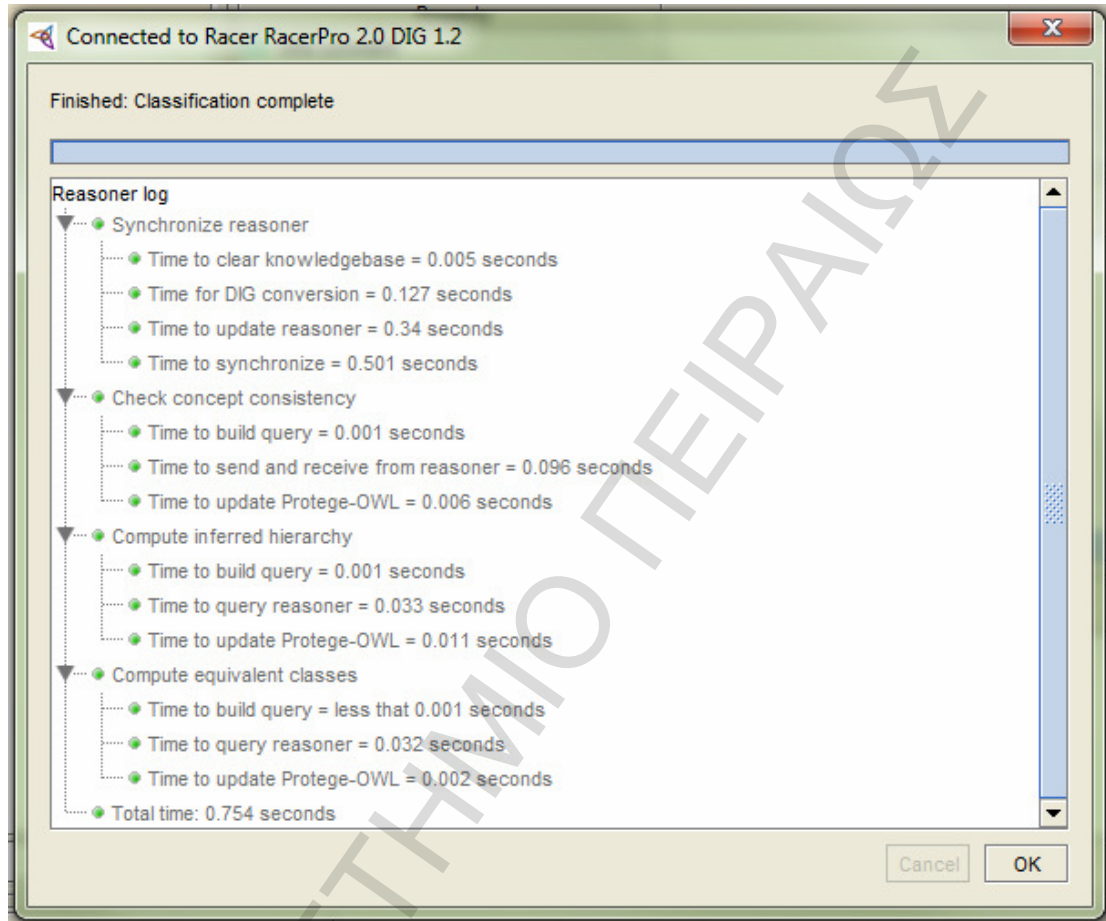 Connected to Racer RacerPro 2.0 DIG 1.2
Finished: Classification complete
Reasoner log
Synchronize reasoner
Time to clear knowledgebase = 0.005 seconds
Time for DIG conversion = 0.127 seconds
Time to update reasoner = 0.34 seconds
Time to synchronize = 0.501 seconds
Check concept consistency
Time to build query = 0.001 seconds
Time to send and receive from reasoner = 0.096 seconds
Time to update Protege-OWL = 0.006 seconds
Compute inferred hierarchy
Time to build query = 0.001 seconds
Time to query reasoner = 0.033 seconds
Time to update Protege-OWL = 0.011 seconds
Compute equivalent classes
Time to build query = less that 0.001 seconds
Time to query reasoner = 0.032 seconds
Time to update Protege-OWL = 0.002 seconds
Total time: 0.754 seconds
Cancel OK
ΠΕΙΡΑΙΩΣ